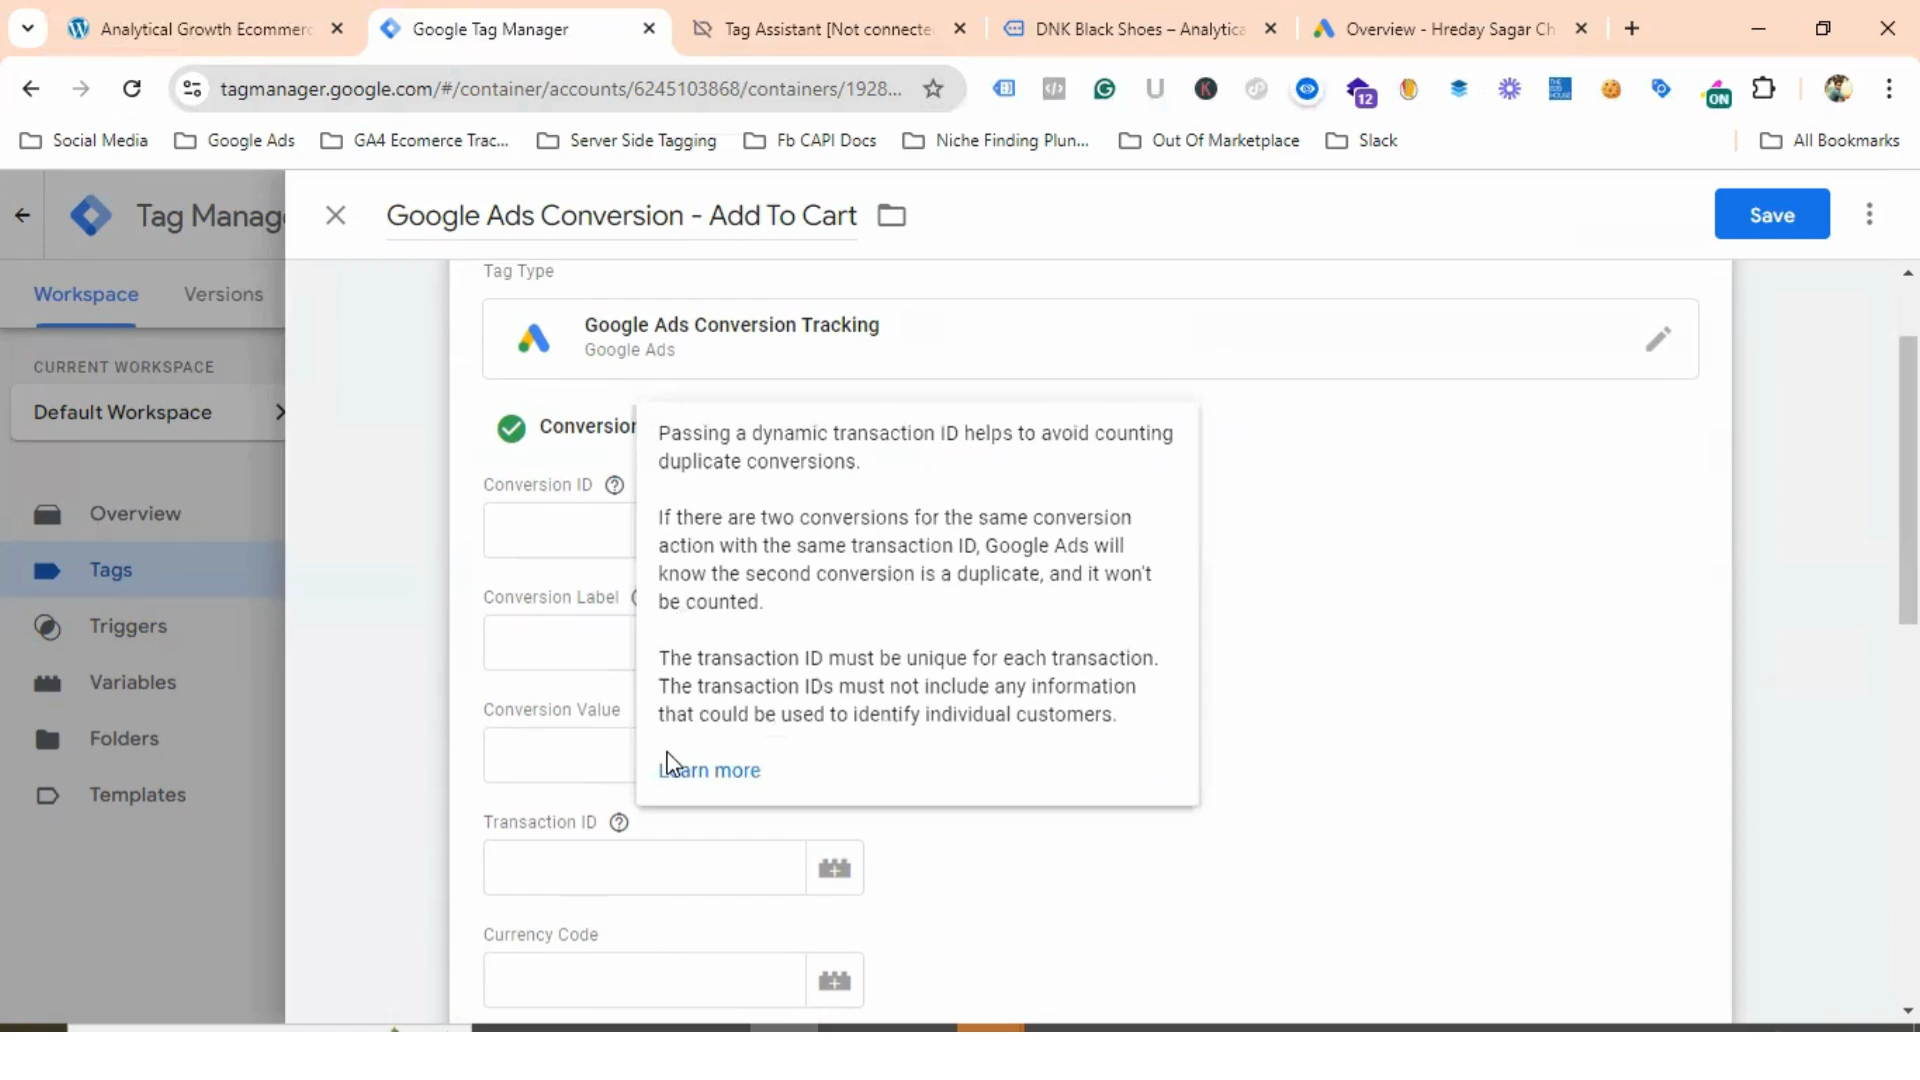 Analytical Growth Ecommerc
Google Tag Manager
Tag Assistant [Not connecte
DNK Black Shoes – Analytica
Overview - Hreday Sagar Ch
tagmanager.google.com/#/container/accounts/6245103868/containers/1928...
12
ON
Social Media
Google Ads
GA4 Ecomerce Trac...
Server Side Tagging
Fb CAPI Docs
Niche Finding Plun...
Out Of Marketplace
Slack
All Bookmarks
Tag Manag
Google Ads Conversion - Add To Cart
Save
Workspace
Versions
CURRENT WORKSPACE
Default Workspace
Overview
Tags
Triggers
Variables
Folders
Templates
Tag Type
Google Ads Conversion Tracking
Google Ads
Conversion
Conversion ID
Conversion Label
Conversion Value
Transaction ID
Currency Code
Passing a dynamic transaction ID helps to avoid counting
duplicate conversions.
If there are two conversions for the same conversion
action with the same transaction ID, Google Ads will
know the second conversion is a duplicate, and it won't
be counted.
The transaction ID must be unique for each transaction.
The transaction IDs must not include any information
that could be used to identify individual customers.
Learn more